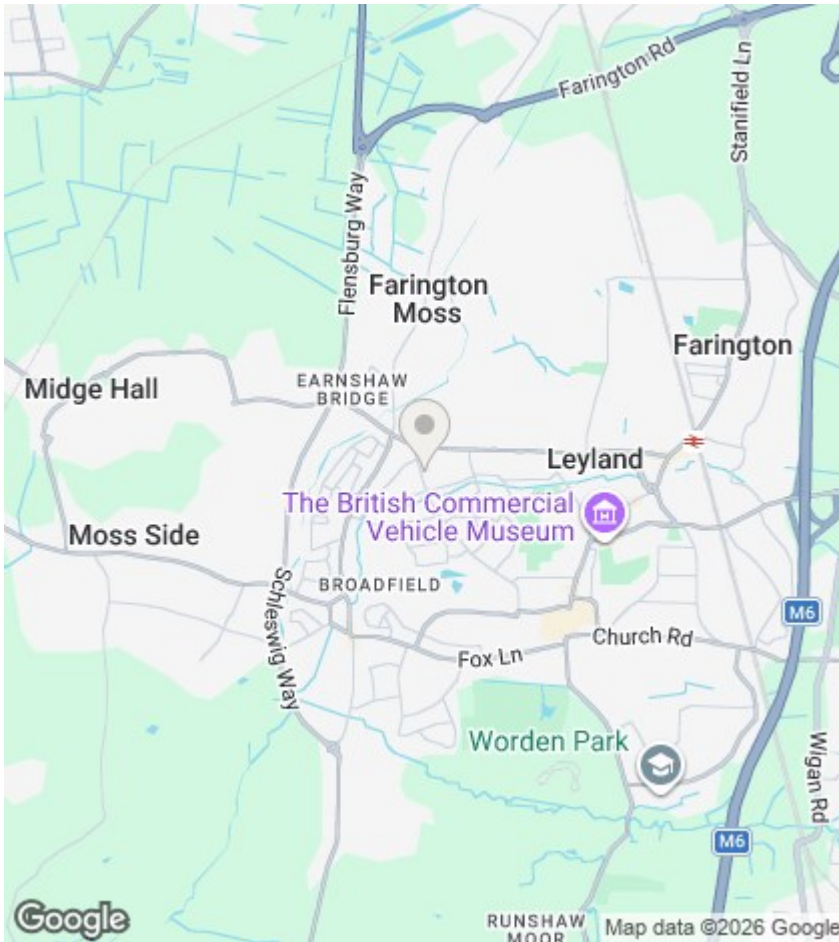 Farington Rd
Stanifield Ln
Flensburg Way
Farington
Moss
Farington
Midge Hall
EARNSHAW
BRIDGE
Leyland
The British Commercial
Vehicle Museum
Moss Side
BROADFIELD
Schleswig Way
M6
Church Rd
Fox Ln
Worden Park
Wigan Rd
M6
Google
RUNSHAW
MOOR
Map data ©2026 Google